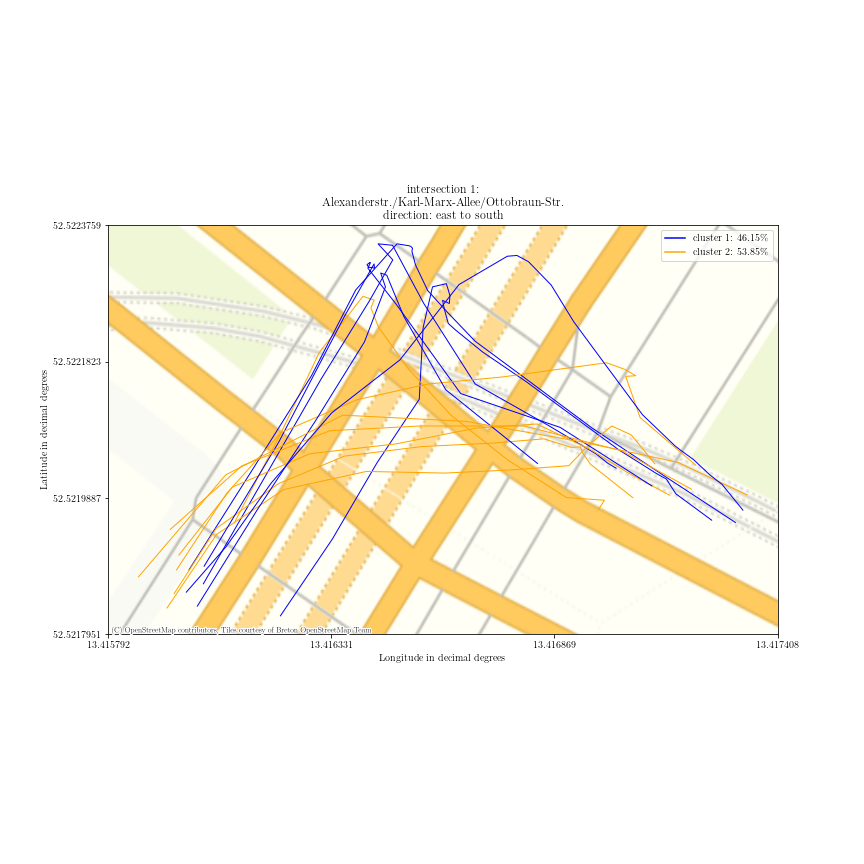 intersection 1:
Alexanderstr./Karl-Marx-Allee/Ottobraun-Str.
direction: east to south
cluster 1: 46.15%
cluster 2: 53.85%
52.5223759
52.5221823
52.5219887
52.5217951
Latitude in decimal degrees
(C) OpenStreetMap contributors, Tiles courtesy of Breton OpenStreetMap Team
13.415792
13.416331
13.416869
13.417408
Longitude in decimal degrees